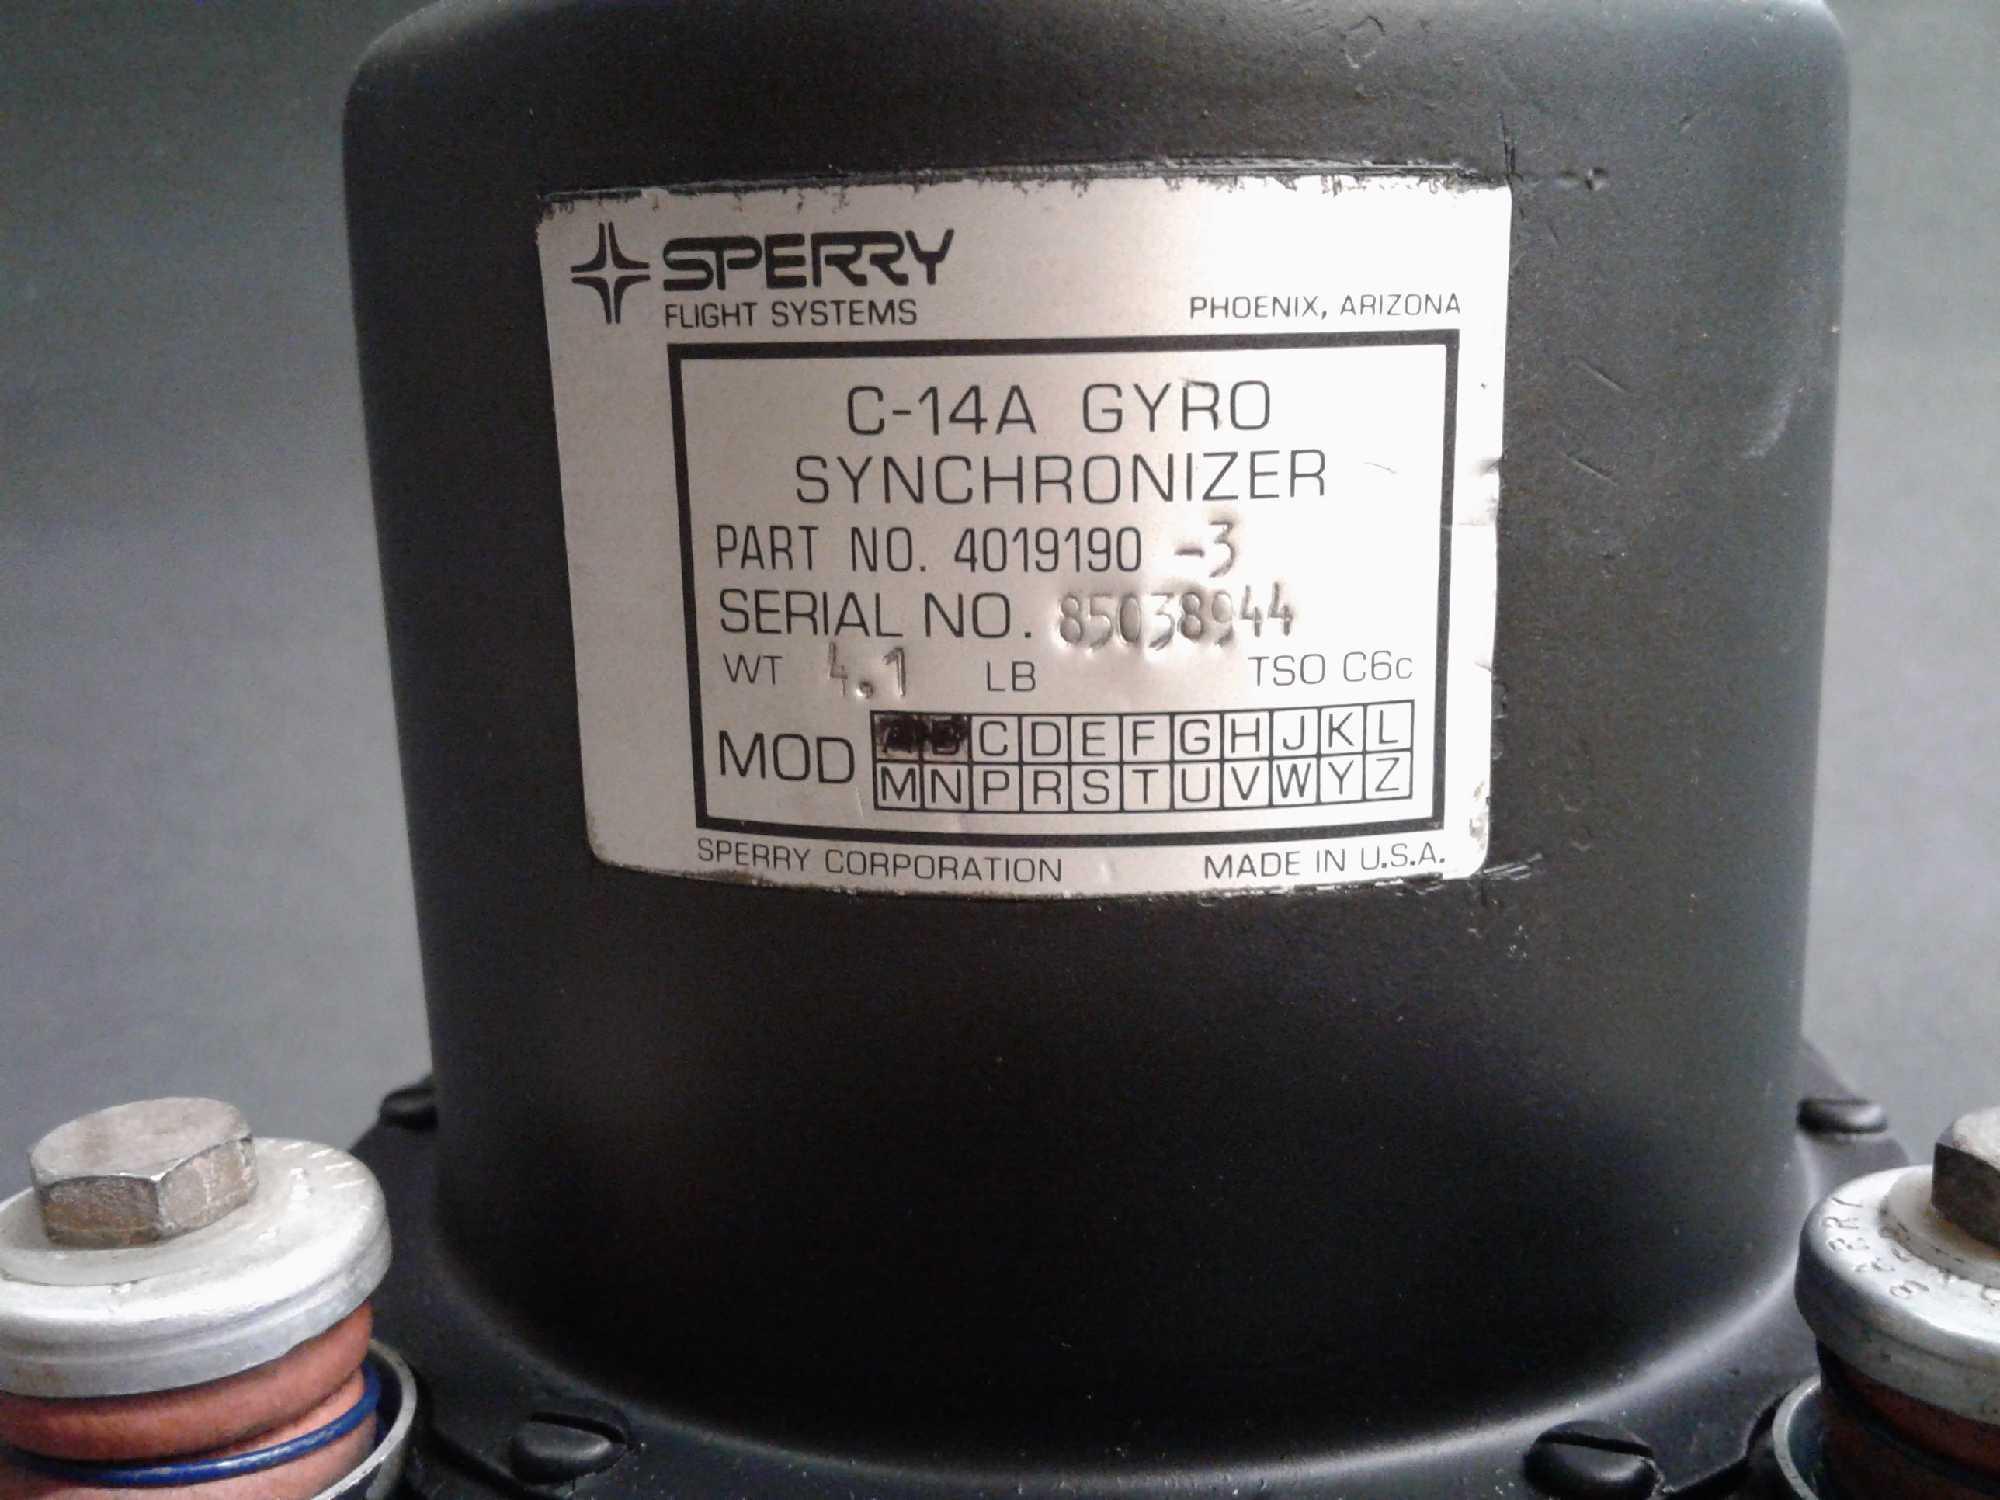 SPERRY
FLIGHT SYSTEMS
PHOENIX, ARIZONA
C-14A GYRO
SYNCHRONIZER
PART NO. 4019190 -3
SERIAL NO. 85038944
WT 4.1 LB TSO C6c
MOD A B C D E F G H J K L
M N P R S T U V W Y Z
SPERRY CORPORATION MADE IN U.S.A.